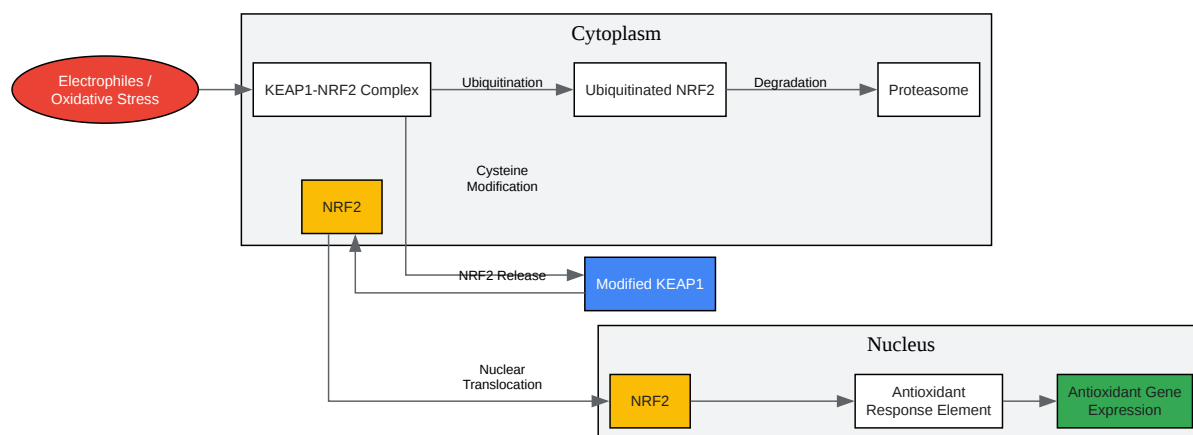 Cytoplasm
Electrophiles /
Oxidative Stress
KEAP1-NRF2 Complex
Ubiquitination
Ubiquitinated NRF2
Degradation
Proteasome
Cysteine
Modification
NRF2
NRF2 Release
Modified KEAP1
Nucleus
Nuclear
Translocation
NRF2
Antioxidant
Response Element
Antioxidant Gene
Expression